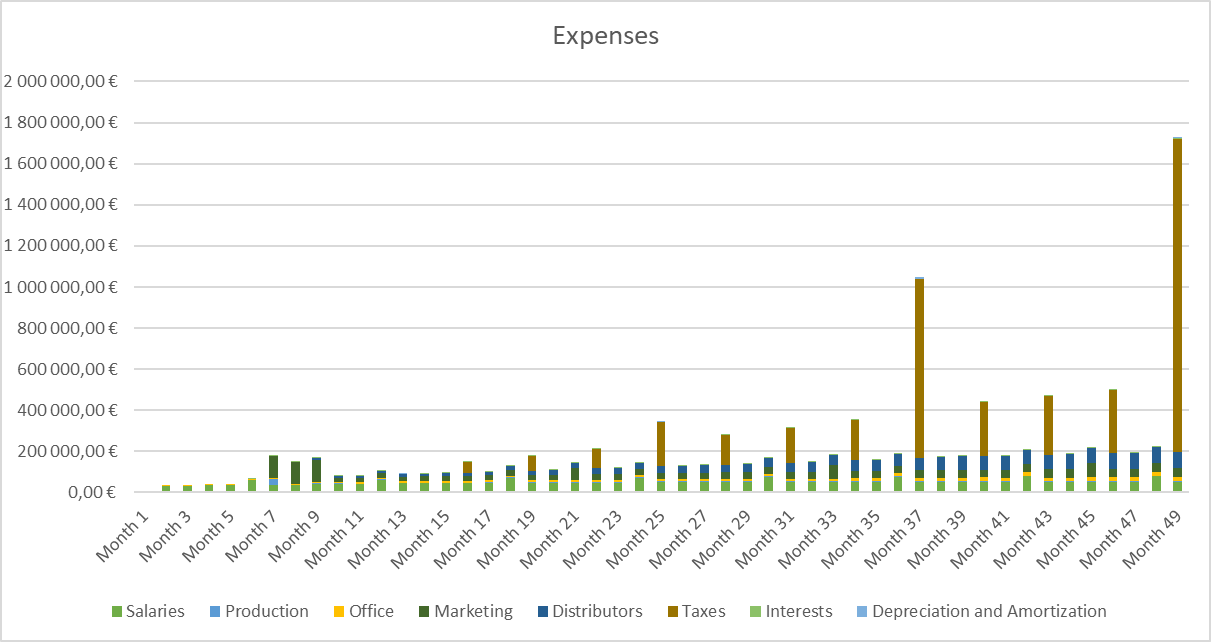 Expenses
2 000 000,00 €
1 800 000,00 €
1 600 000,00 €
1 400 000,00 €
1 200 000,00 €
1 000 000,00 €
800 000,00 €
600 000,00 €
400 000,00 €
200 000,00 €
0,00 €
Month 1
Month 3
Month 5
Month 7
Month 9
Month 11
Month 13
Month 15
Month 17
Month 19
Month 21
Month 23
Month 25
Month 27
Month 29
Month 31
Month 33
Month 35
Month 37
Month 39
Month 41
Month 43
Month 45
Month 47
Month 49
Salaries Production Office Marketing Distributors Taxes Interests Depreciation and Amortization